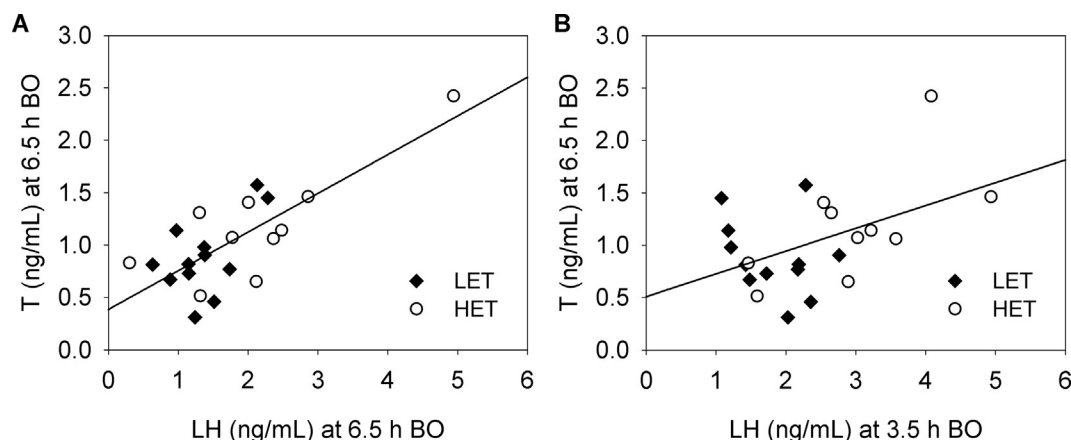 A
3.0
2.5
2.0
1.5
1.0
0.5
0.0
T (ng/mL) at 6.5 h BO
LET
HET
0 1 2 3 4 5 6
LH (ng/mL) at 6.5 h BO
B
3.0
2.5
2.0
1.5
1.0
0.5
0.0
T (ng/mL) at 6.5 h BO
LET
HET
0 1 2 3 4 5 6
LH (ng/mL) at 3.5 h BO